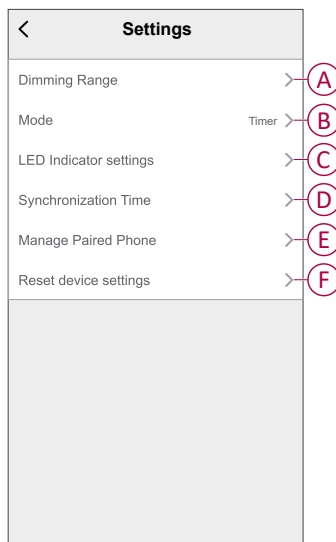 Settings
Dimming Range A
Mode Timer B
LED Indicator settings C
Synchronization Time D
Manage Paired Phone E
Reset device settings F